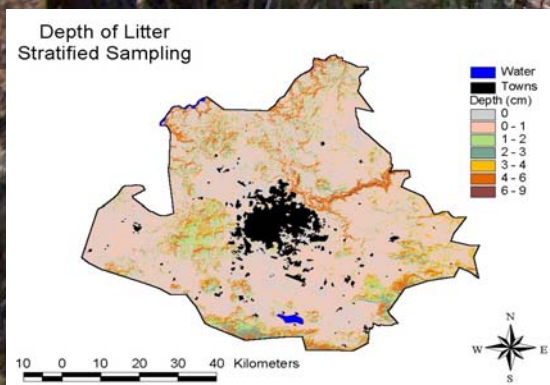 Depth of Litter
Stratified Sampling
Water
Towns
Depth (cm)
0
0 - 1
1 - 2
2 - 3
3 - 4
4 - 6
6 - 9
N
W E
S
10 0 10 20 30 40 Kilometers